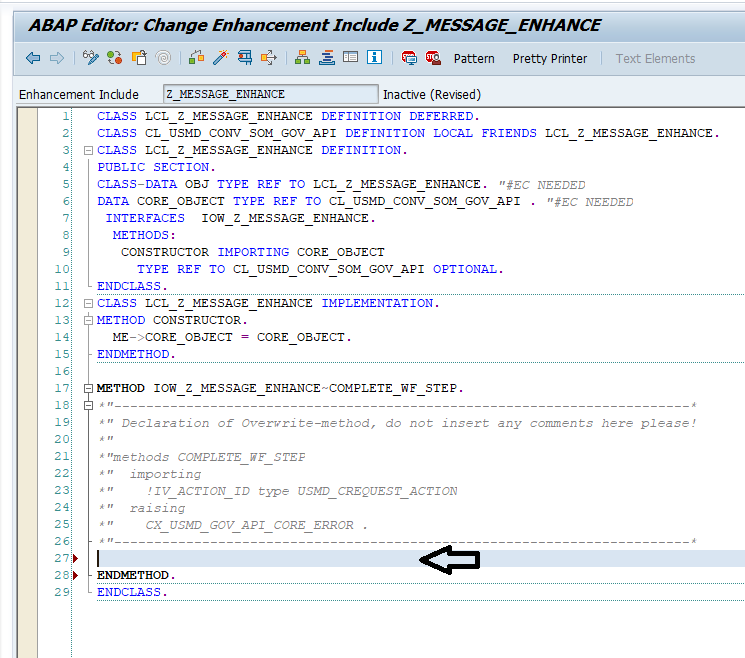 ABAP Editor: Change Enhancement Include Z_MESSAGE_ENHANCE
Pattern Pretty Printer Text Elements
Enhancement Include Z_MESSAGE_ENHANCE Inactive (Revised)
1 CLASS LCL_Z_MESSAGE_ENHANCE DEFINITION DEFERRED.
2 CLASS CL_USMD_CONV_SOM_GOV_API DEFINITION LOCAL FRIENDS LCL_Z_MESSAGE_ENHANCE.
3 CLASS LCL_Z_MESSAGE_ENHANCE DEFINITION.
4 PUBLIC SECTION.
5 CLASS-DATA OBJ TYPE REF TO LCL_Z_MESSAGE_ENHANCE. "#EC NEEDED
6 DATA CORE_OBJECT TYPE REF TO CL_USMD_CONV_SOM_GOV_API . "#EC NEEDED
7 INTERFACES IOW_Z_MESSAGE_ENHANCE.
8 METHODS:
9 CONSTRUCTOR IMPORTING CORE_OBJECT
10 TYPE REF TO CL_USMD_CONV_SOM_GOV_API OPTIONAL.
11 ENDCLASS.
12 CLASS LCL_Z_MESSAGE_ENHANCE IMPLEMENTATION.
13 METHOD CONSTRUCTOR.
14 ME->CORE_OBJECT = CORE_OBJECT.
15 ENDMETHOD.
16
17 METHOD IOW_Z_MESSAGE_ENHANCE~COMPLETE_WF_STEP.
18 *"------------------------------------------------------------------------*
19 *" Declaration of Overwrite-method, do not insert any comments here please!
20 *"
21 *"methods COMPLETE_WF_STEP
22 *" importing
23 *" !IV_ACTION_ID type USMD_CREQUEST_ACTION
24 *" raising
25 *" CX_USMD_GOV_API_CORE_ERROR .
26 *"------------------------------------------------------------------------*
27
28 ENDMETHOD.
29 ENDCLASS.